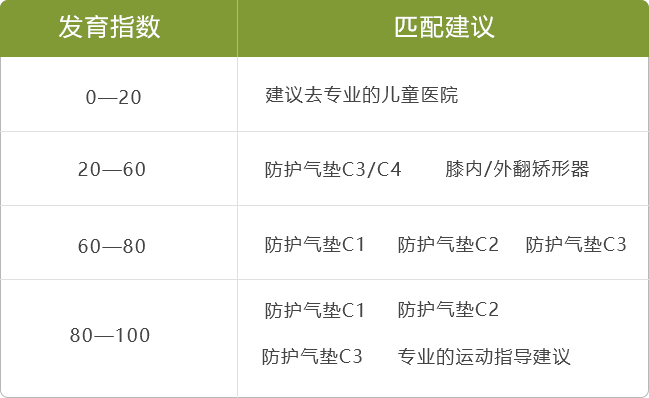 发育指数 匹配建议
0—20 建议去专业的儿童医院
20—60 防护气垫C3/C4 膝内/外翻矫形器
60—80 防护气垫C1 防护气垫C2 防护气垫C3
80—100 防护气垫C1 防护气垫C2
防护气垫C3 专业的运动指导建议